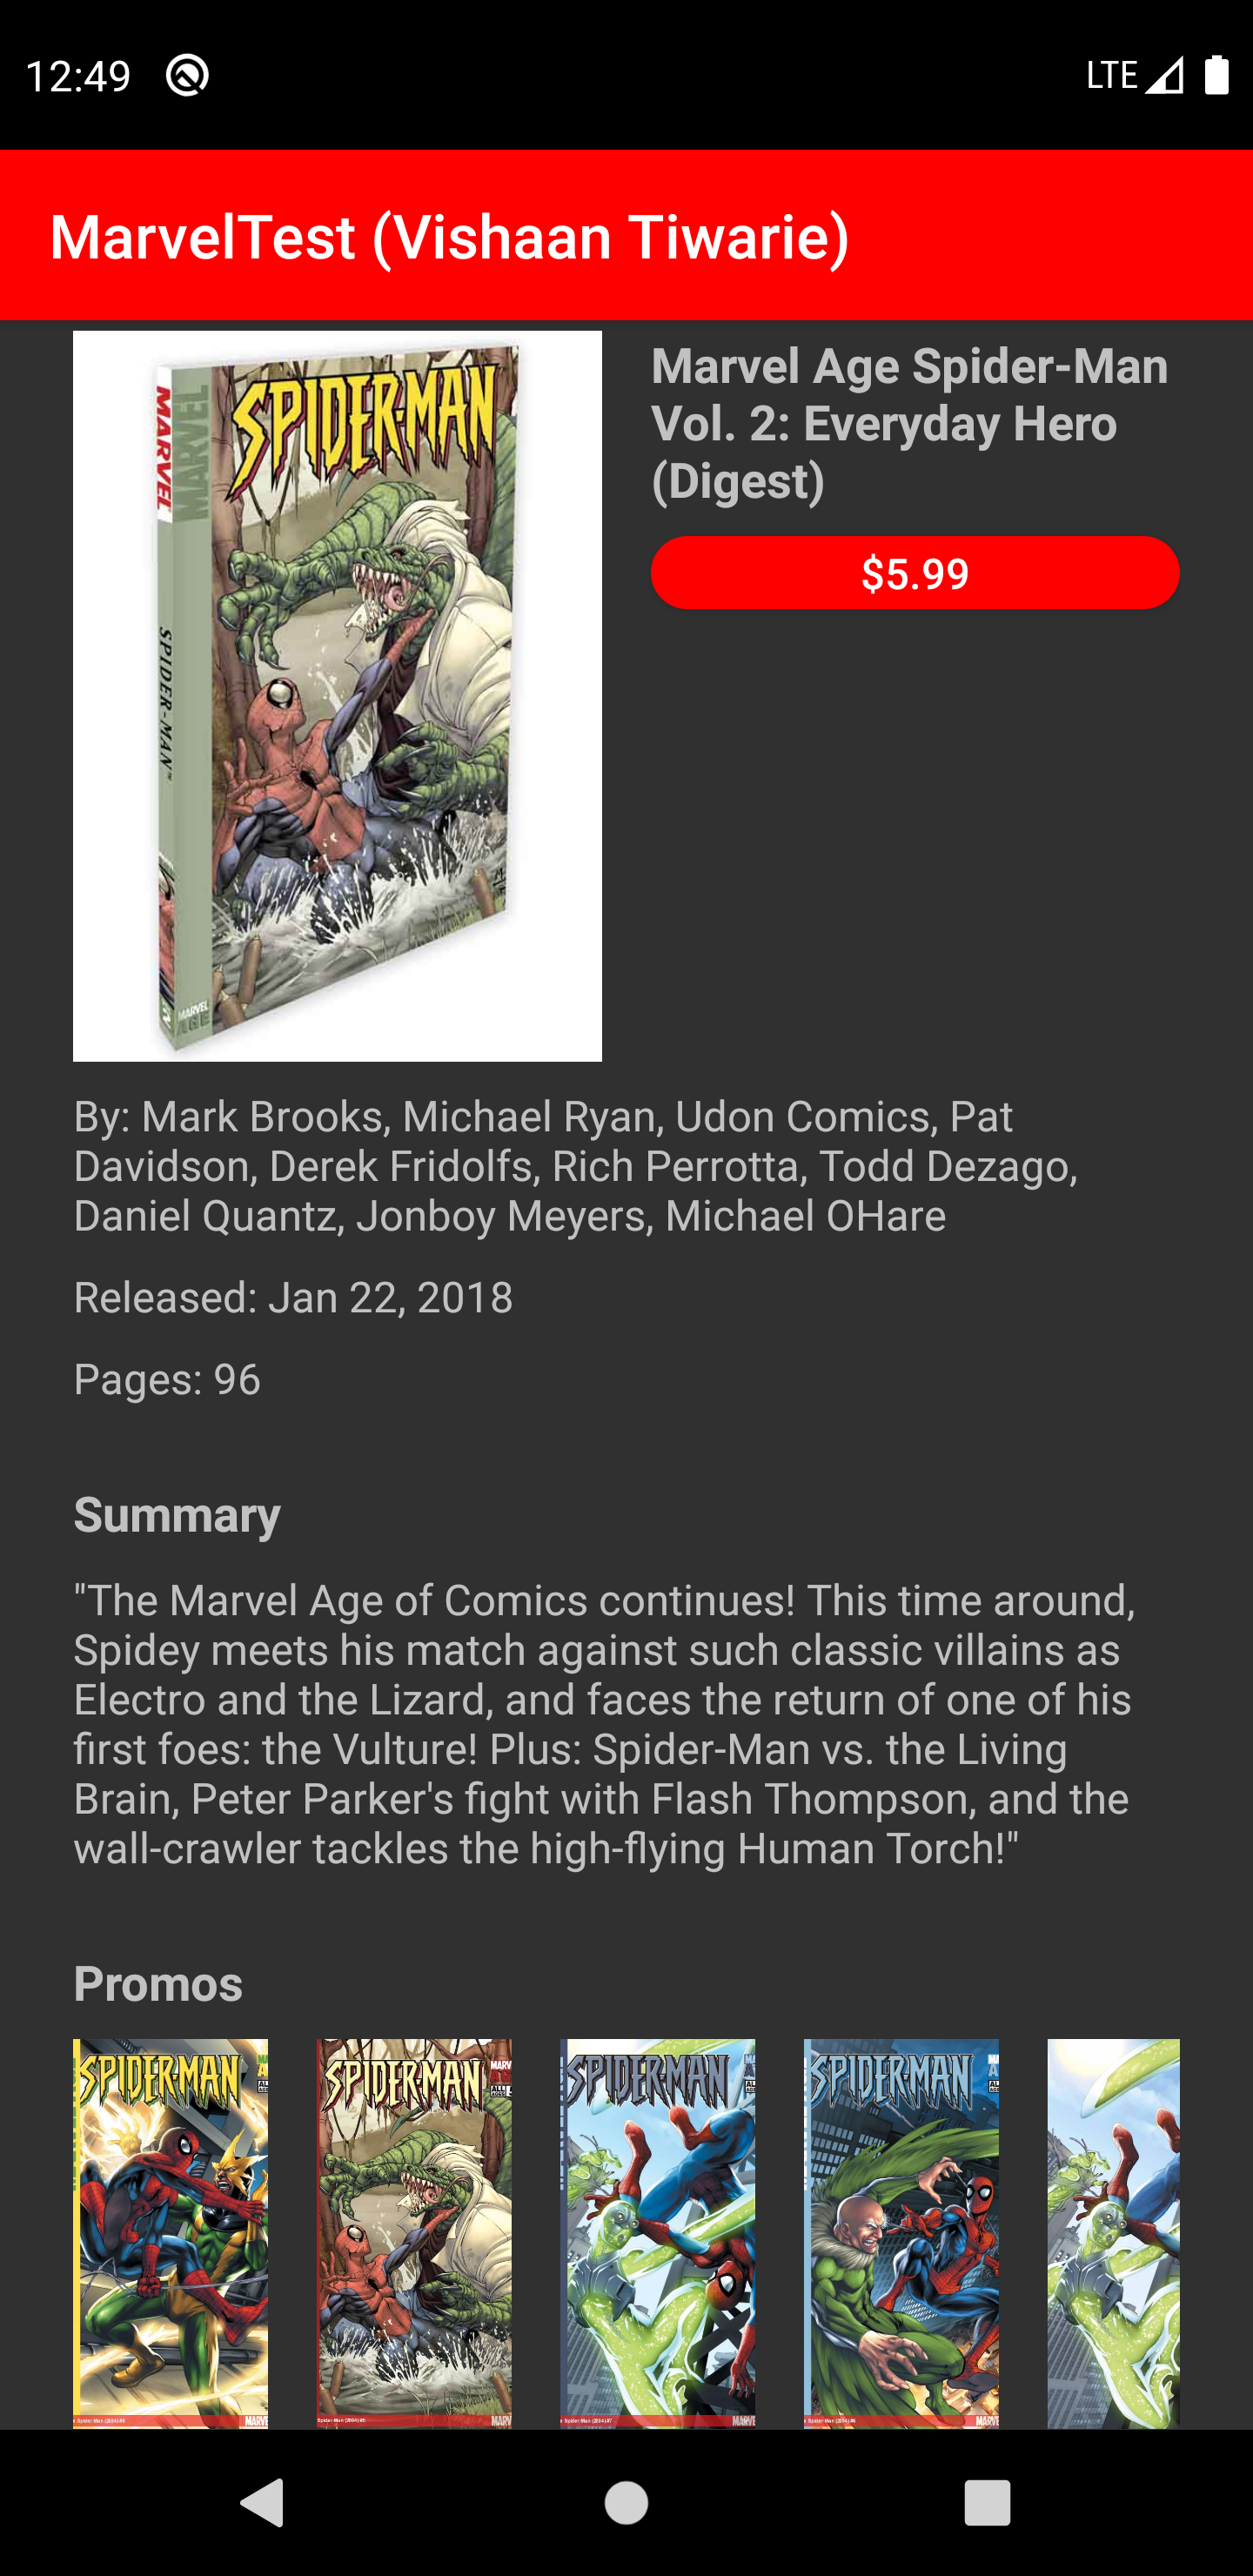 12:49
LTE
MarvelTest (Vishaan Tiwarie)
MARVEL
MARVEL
SPIDER-MAN
SPIDER-MAN
MARVEL
AGE
2
Marvel Age Spider-Man
Vol. 2: Everyday Hero
(Digest)
$5.99
By: Mark Brooks, Michael Ryan, Udon Comics, Pat
Davidson, Derek Fridolfs, Rich Perrotta, Todd Dezago,
Daniel Quantz, Jonboy Meyers, Michael OHare
Released: Jan 22, 2018
Pages: 96
Summary
"The Marvel Age of Comics continues! This time around,
Spidey meets his match against such classic villains as
Electro and the Lizard, and faces the return of one of his
first foes: the Vulture! Plus: Spider-Man vs. the Living
Brain, Peter Parker's fight with Flash Thompson, and the
wall-crawler tackles the high-flying Human Torch!"
Promos
SPIDER-MAN
SPIDER-MAN
SPIDER-MAN
SPIDER-MAN